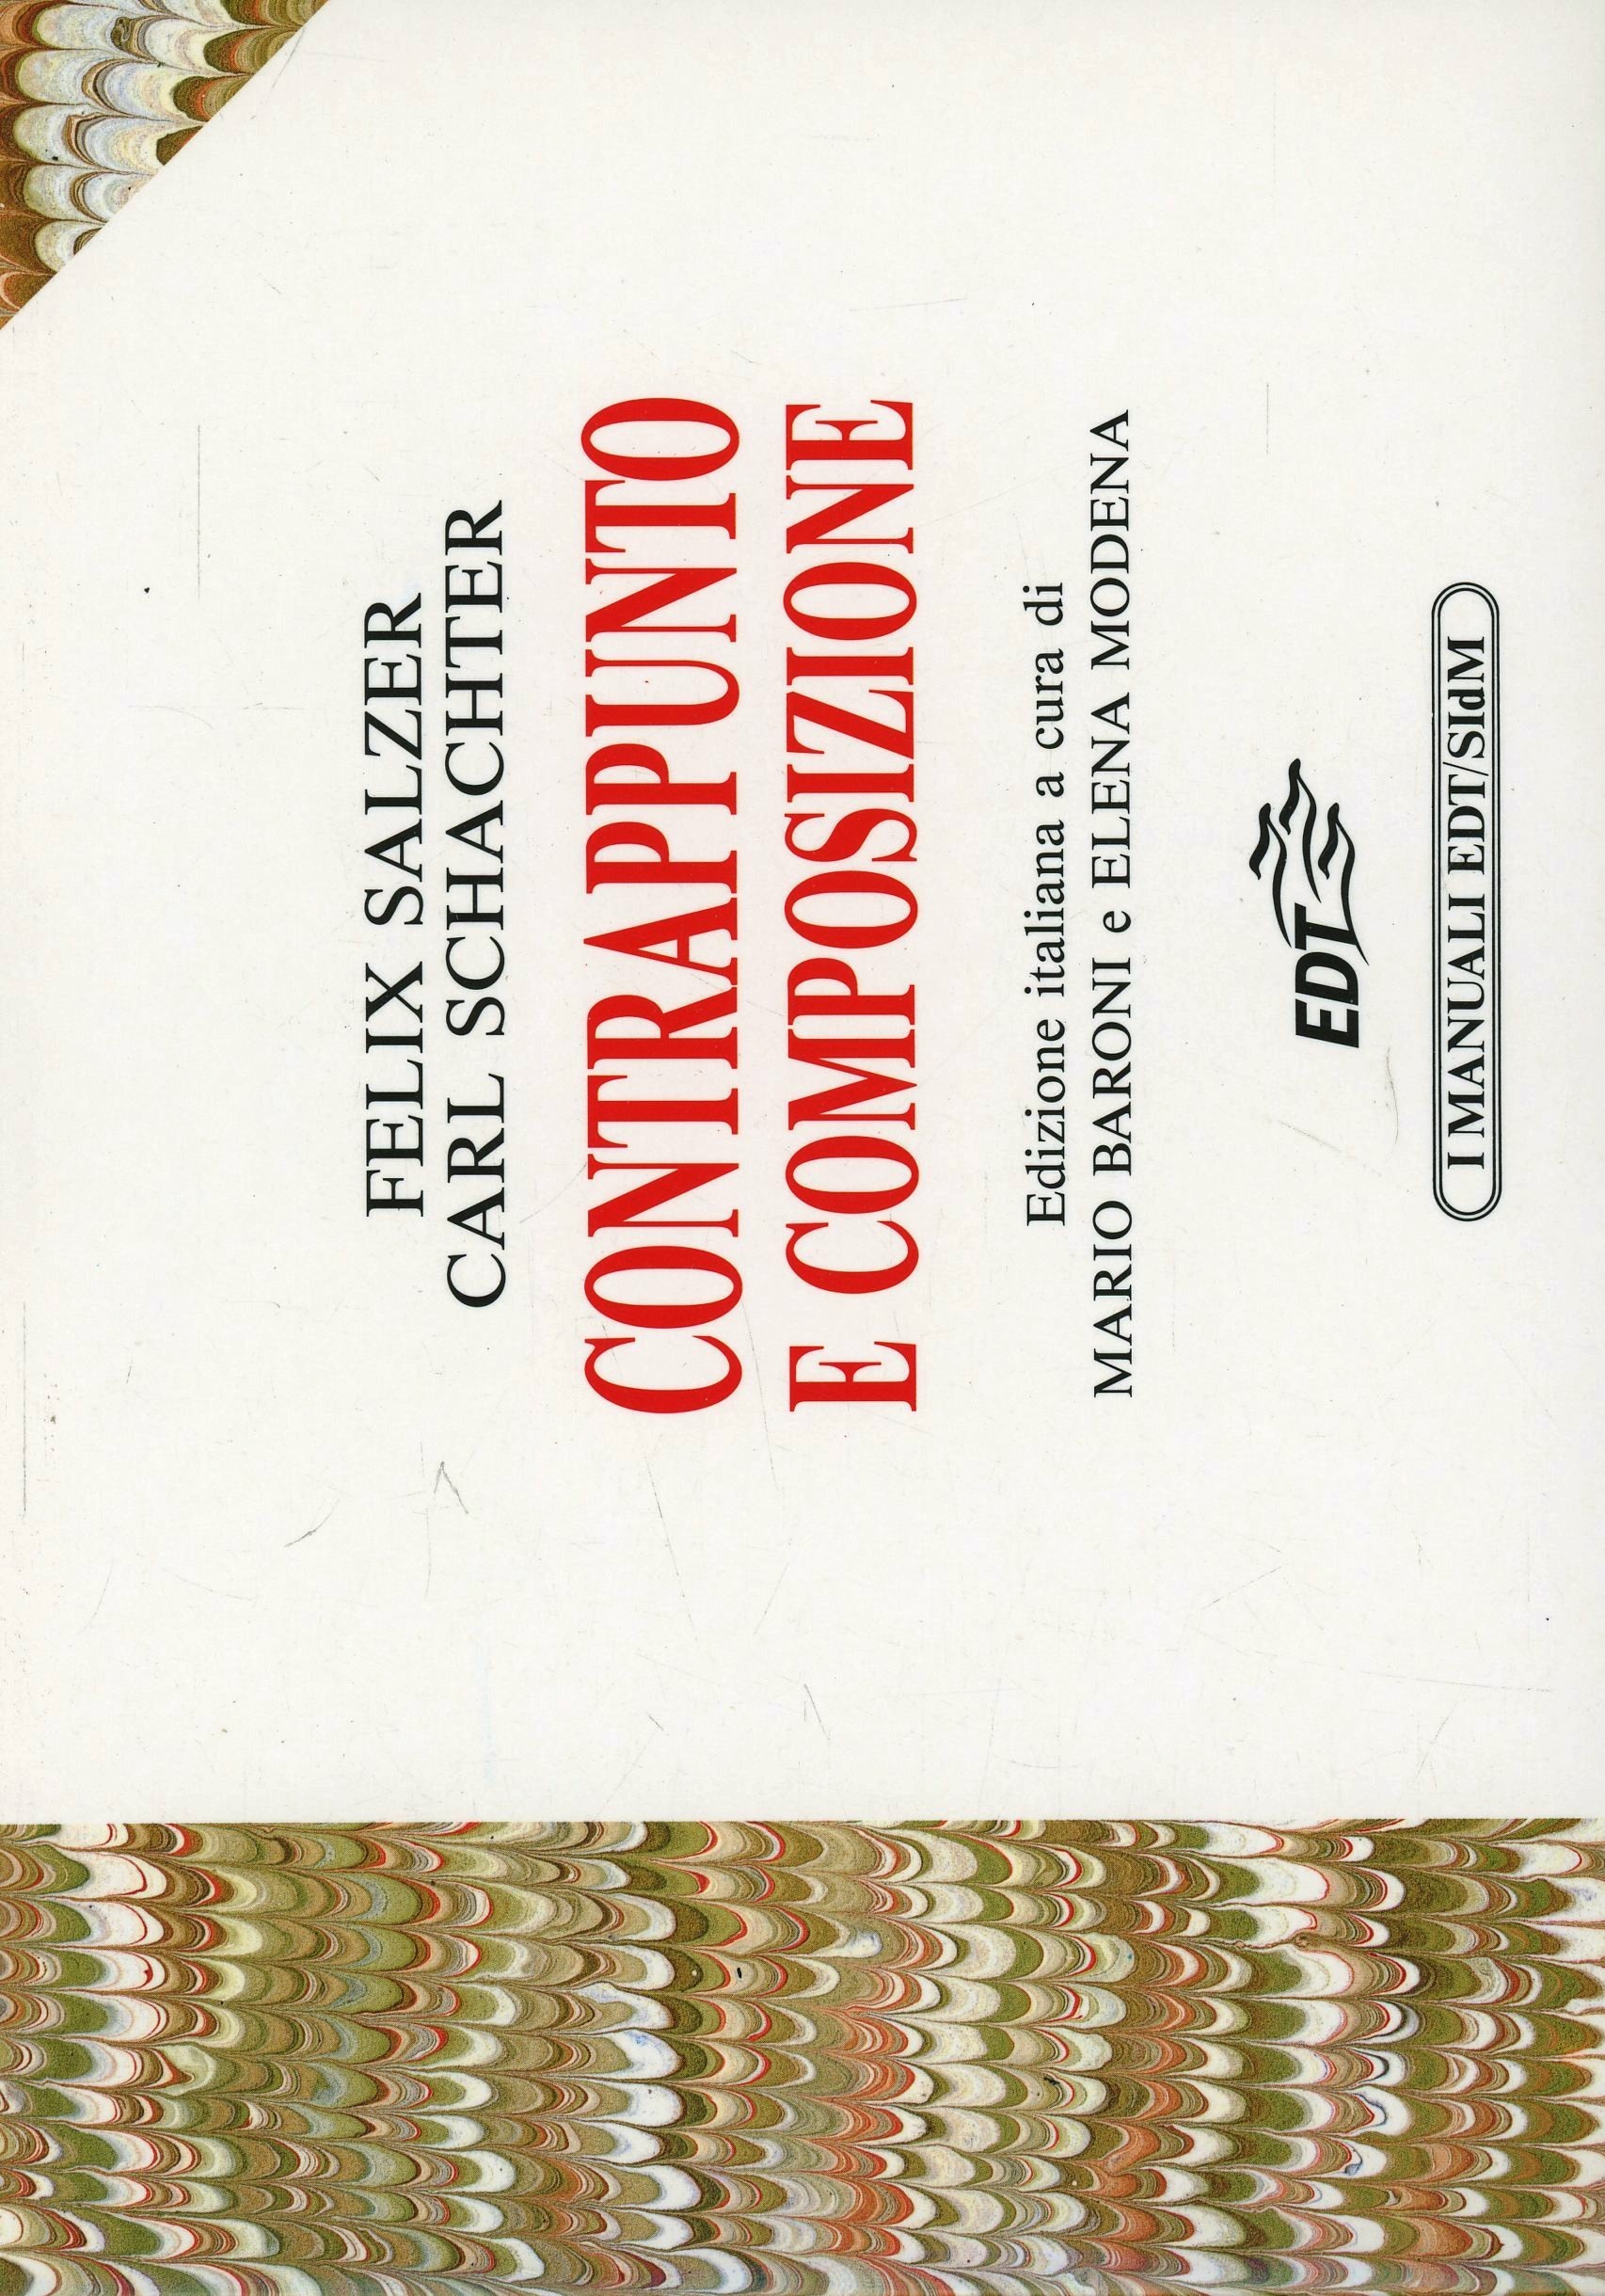 FELIX SALZER
CARL SCHACHTER
CONTRAPPUNTO
E COMPOSIZIONE
Edizione italiana a cura di
MARIO BARONI e ELENA MODENA
EDT
I MANUALI EDT/SIdM